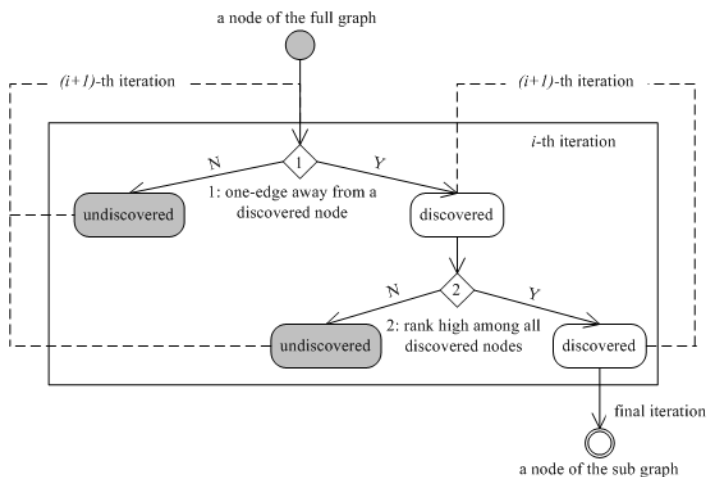 a node of the full graph
(i+1)-th iteration
(i+1)-th iteration
i-th iteration
N
1
Y
1: one-edge away from a
discovered node
undiscovered
discovered
N
2
Y
2: rank high among all
discovered nodes
undiscovered
discovered
final iteration
a node of the sub graph